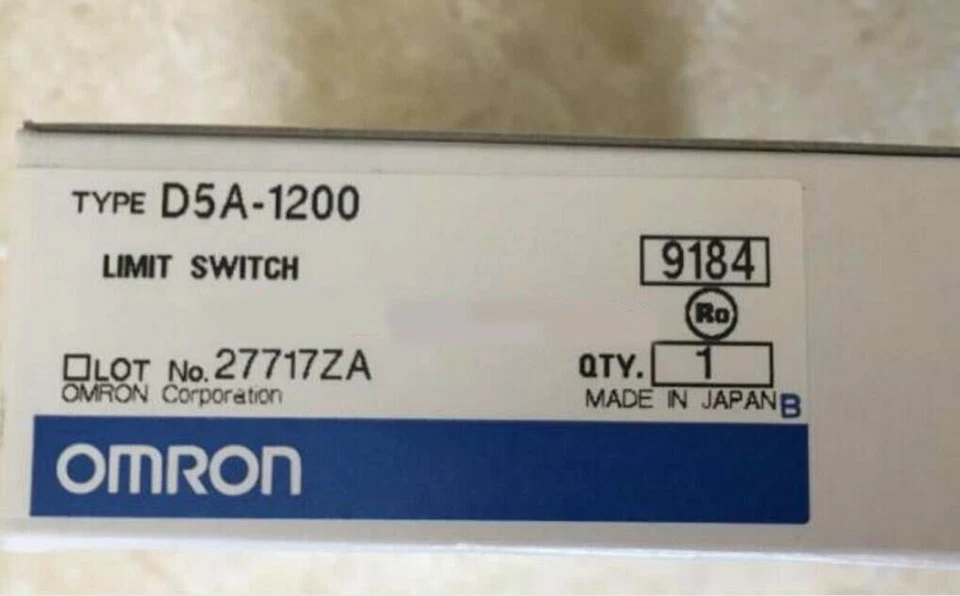 TYPE D5A-1200
LIMIT SWITCH
9184
Ro
□LOT No. 27717ZA
QTY. 1
OMRON Corporation
MADE IN JAPAN B
OMRON